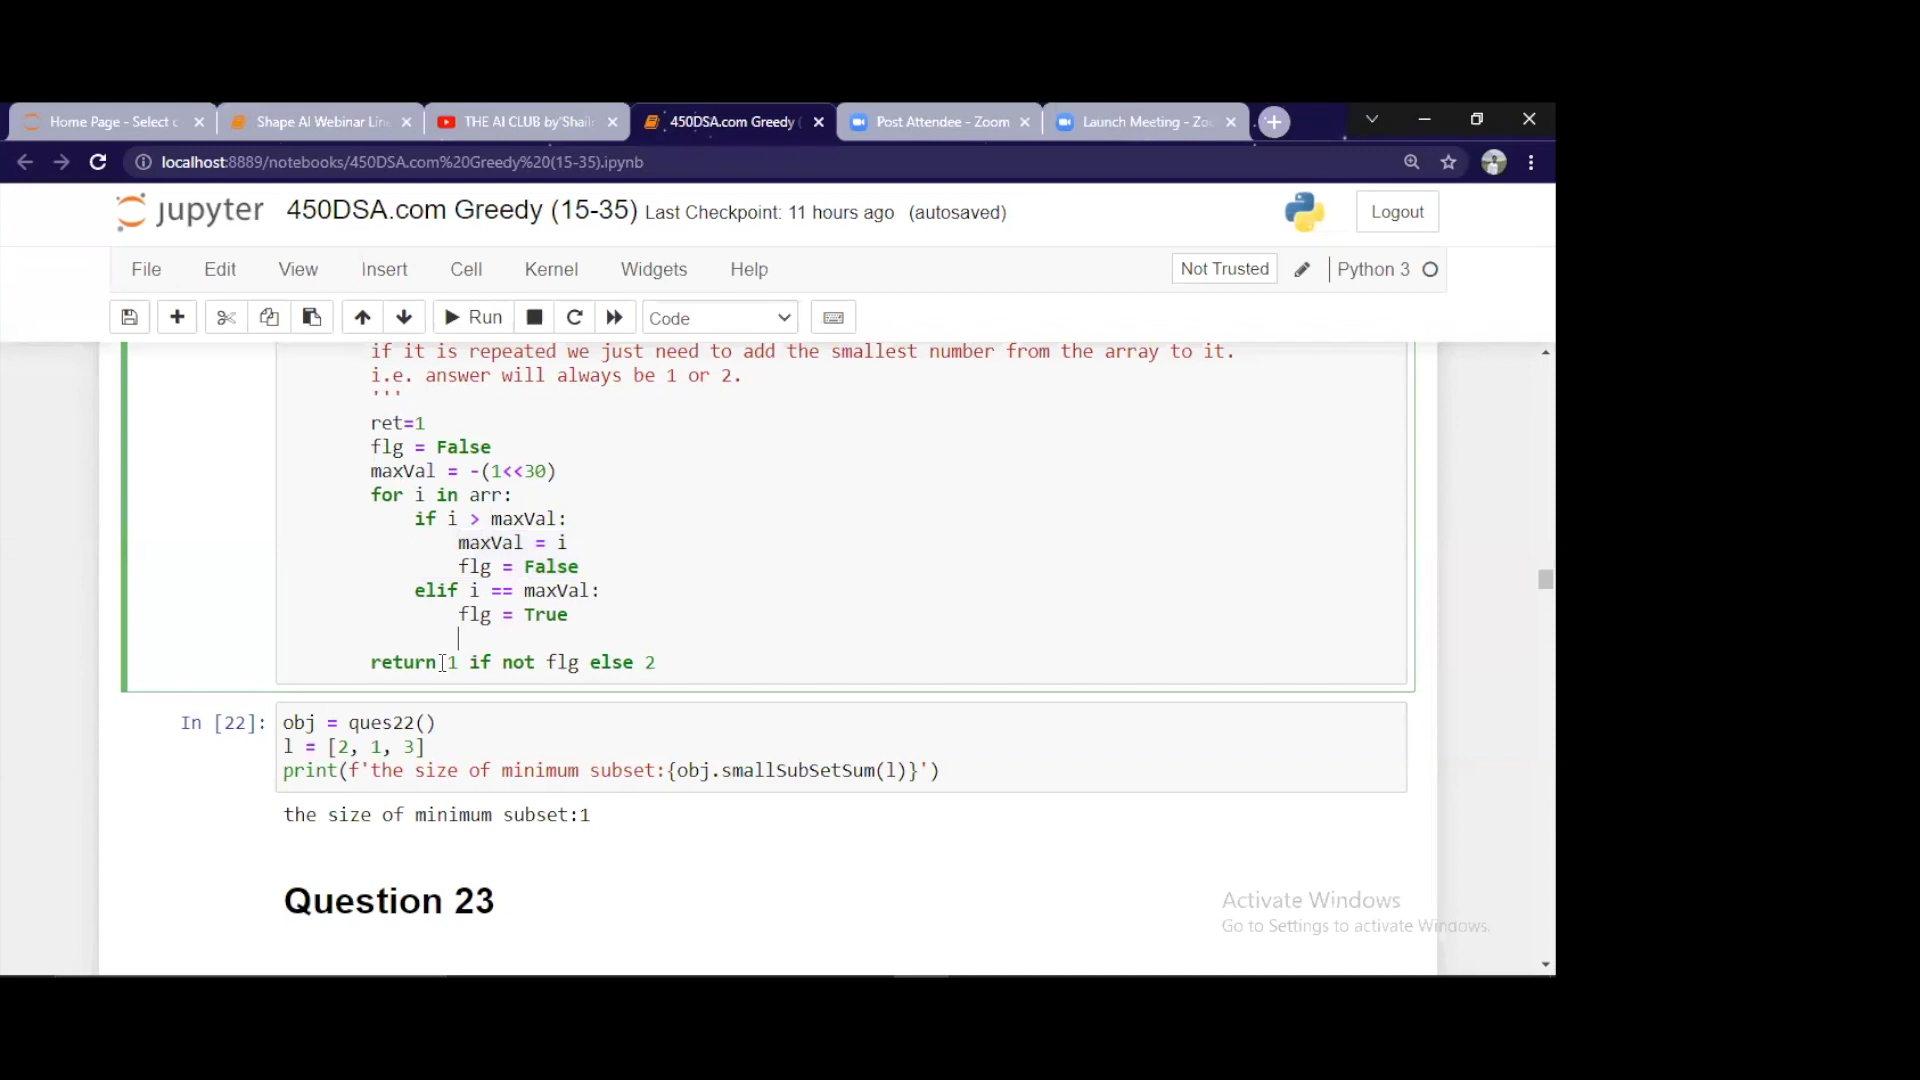 Home Page - Select c
Shape AI Webinar Lin
THE AI CLUB by Shail
450DSA.com Greedy (
Post Attendee - Zoom
Launch Meeting - Zo
localhost:8889/notebooks/450DSA.com%20Greedy%20(15-35).ipynb
jupyter 450DSA.com Greedy (15-35) Last Checkpoint: 11 hours ago (autosaved)
Logout
File Edit View Insert Cell Kernel Widgets Help
Not Trusted
Python 3
Run
Code
if it is repeated we just need to add the smallest number from the array to it.
i.e. answer will always be 1 or 2.
'''
ret=1
flg = False
maxVal = -(1<<30)
for i in arr:
if i > maxVal:
maxVal = i
flg = False
elif i == maxVal:
flg = True
return 1 if not flg else 2
In [22]:
obj = ques22()
l = [2, 1, 3]
print(f'the size of minimum subset:{obj.smallSubSetSum(l)}')
the size of minimum subset:1
Question 23
Activate Windows
Go to Settings to activate Windows.